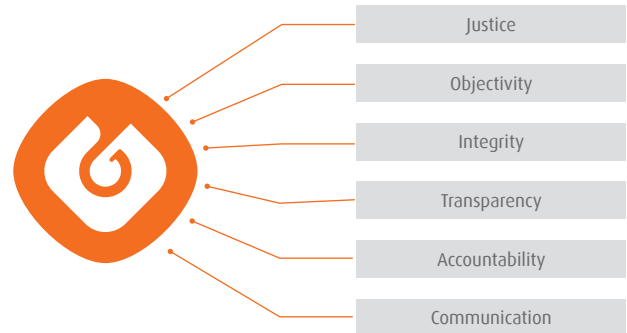 Justice
Objectivity
Integrity
Transparency
Accountability
Communication